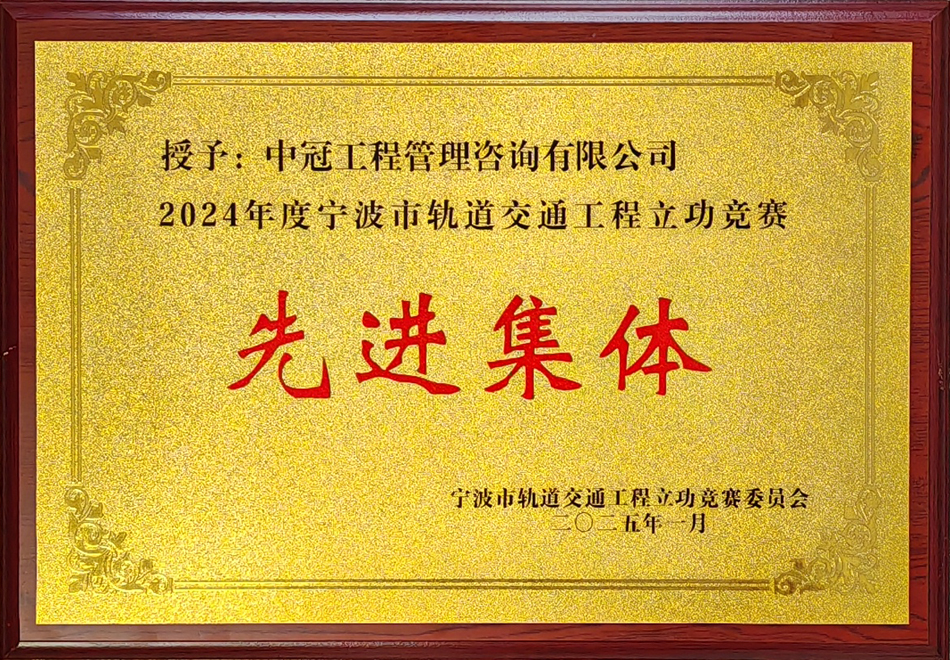 授予：中冠工程管理咨询有限公司
2024年度宁波市轨道交通工程立功竞赛
先进集体
宁波市轨道交通工程立功竞赛委员会
二〇二五年一月